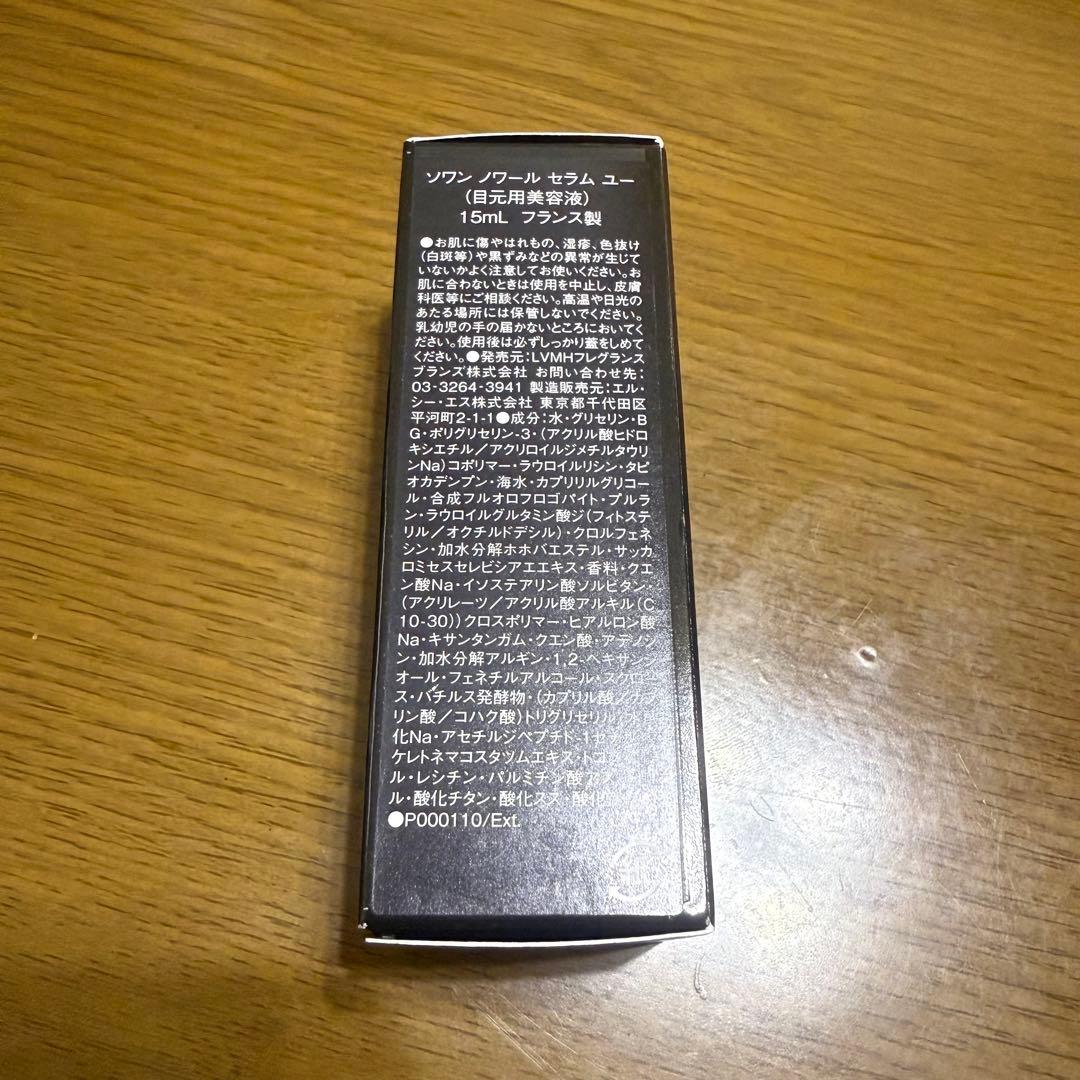 ソワン ノワール セラム ユー
(目元用美容液)
15mL フランス製
●お肌に傷やはれもの、湿疹、色抜け
(白斑等)や黒ずみなどの異常が生じて
いないかよく注意してお使いください。お
肌に合わないときは使用を中止し、皮膚
科医等にご相談ください。高温や日光の
あたる場所には保管しないでください。
乳幼児の手の届かないところにおいてく
ださい。使用後は必ずしっかり蓋をしめて
ください。●発売元:LVMHフレグランス
ブランズ株式会社 お問い合わせ先:
03-3264-3941 製造販売元:エル・
シー・エス株式会社 東京都千代田区
平河町2-1-1●成分:水・グリセリン・B
G・ポリグリセリン-3・(アクリル酸ヒドロ
キシエチル/アクリロイルジメチルタウリ
ンNa)コポリマー・ラウロイルリシン・タピ
オカデンプン・海水・カプリリルグリコー
ル・合成フルオロフロゴパイト・プルラ
ン・ラウロイルグルタミン酸ジ(フィトステ
リル/オクチルドデシル)・クロルフェネ
シン・加水分解ホホバエステル・サッカ
ロミセスセレビシアエエキス・香料・クエ
ン酸Na・イソステアリン酸ソルビタン・
(アクリレーツ/アクリル酸アルキル(C
10-30))クロスポリマー・ヒアルロン酸
Na・キサンタンガム・クエン酸・アデノシ
ン・加水分解アルギン・1,2-ヘキサンジ
オール・フェネチルアルコール・スクロー
ス・バチルス発酵物・(カプリル酸/カプ
リン酸/コハク酸)トリグリセリル
化Na・アセチルジペプチド-1セ
ケレトネマコスタツムエキス・トコ
ル・レシチン・パルミチン酸アス
ル・酸化チタン・酸化スズ・酸化
●P000110/Ext.